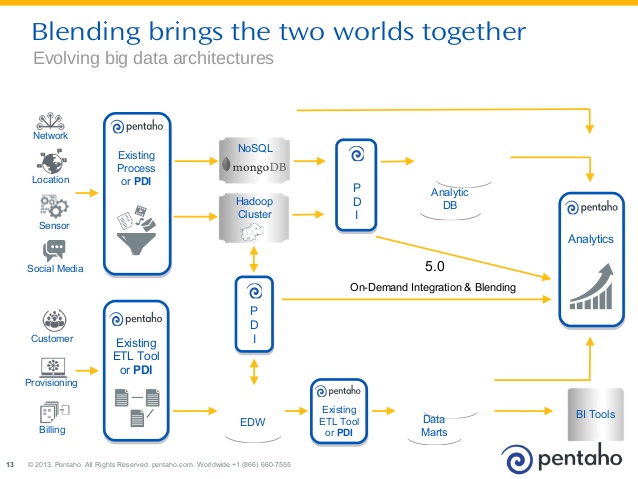 Blending brings the two worlds together
Evolving big data architectures
Network
Location
Sensor
Social Media
pentaho
Existing
Process
or PDI
NoSQL
mongoDB
Hadoop
Cluster
P
D
I
Analytic
DB
pentaho
Analytics
5.0
On-Demand Integration & Blending
P
D
I
Customer
Provisioning
Billing
pentaho
Existing
ETL Tool
or PDI
EDW
pentaho
Existing
ETL Tool
or PDI
Data
Marts
BI Tools
13 © 2013, Pentaho. All Rights Reserved. pentaho.com. Worldwide +1 (866) 660-7555
pentaho